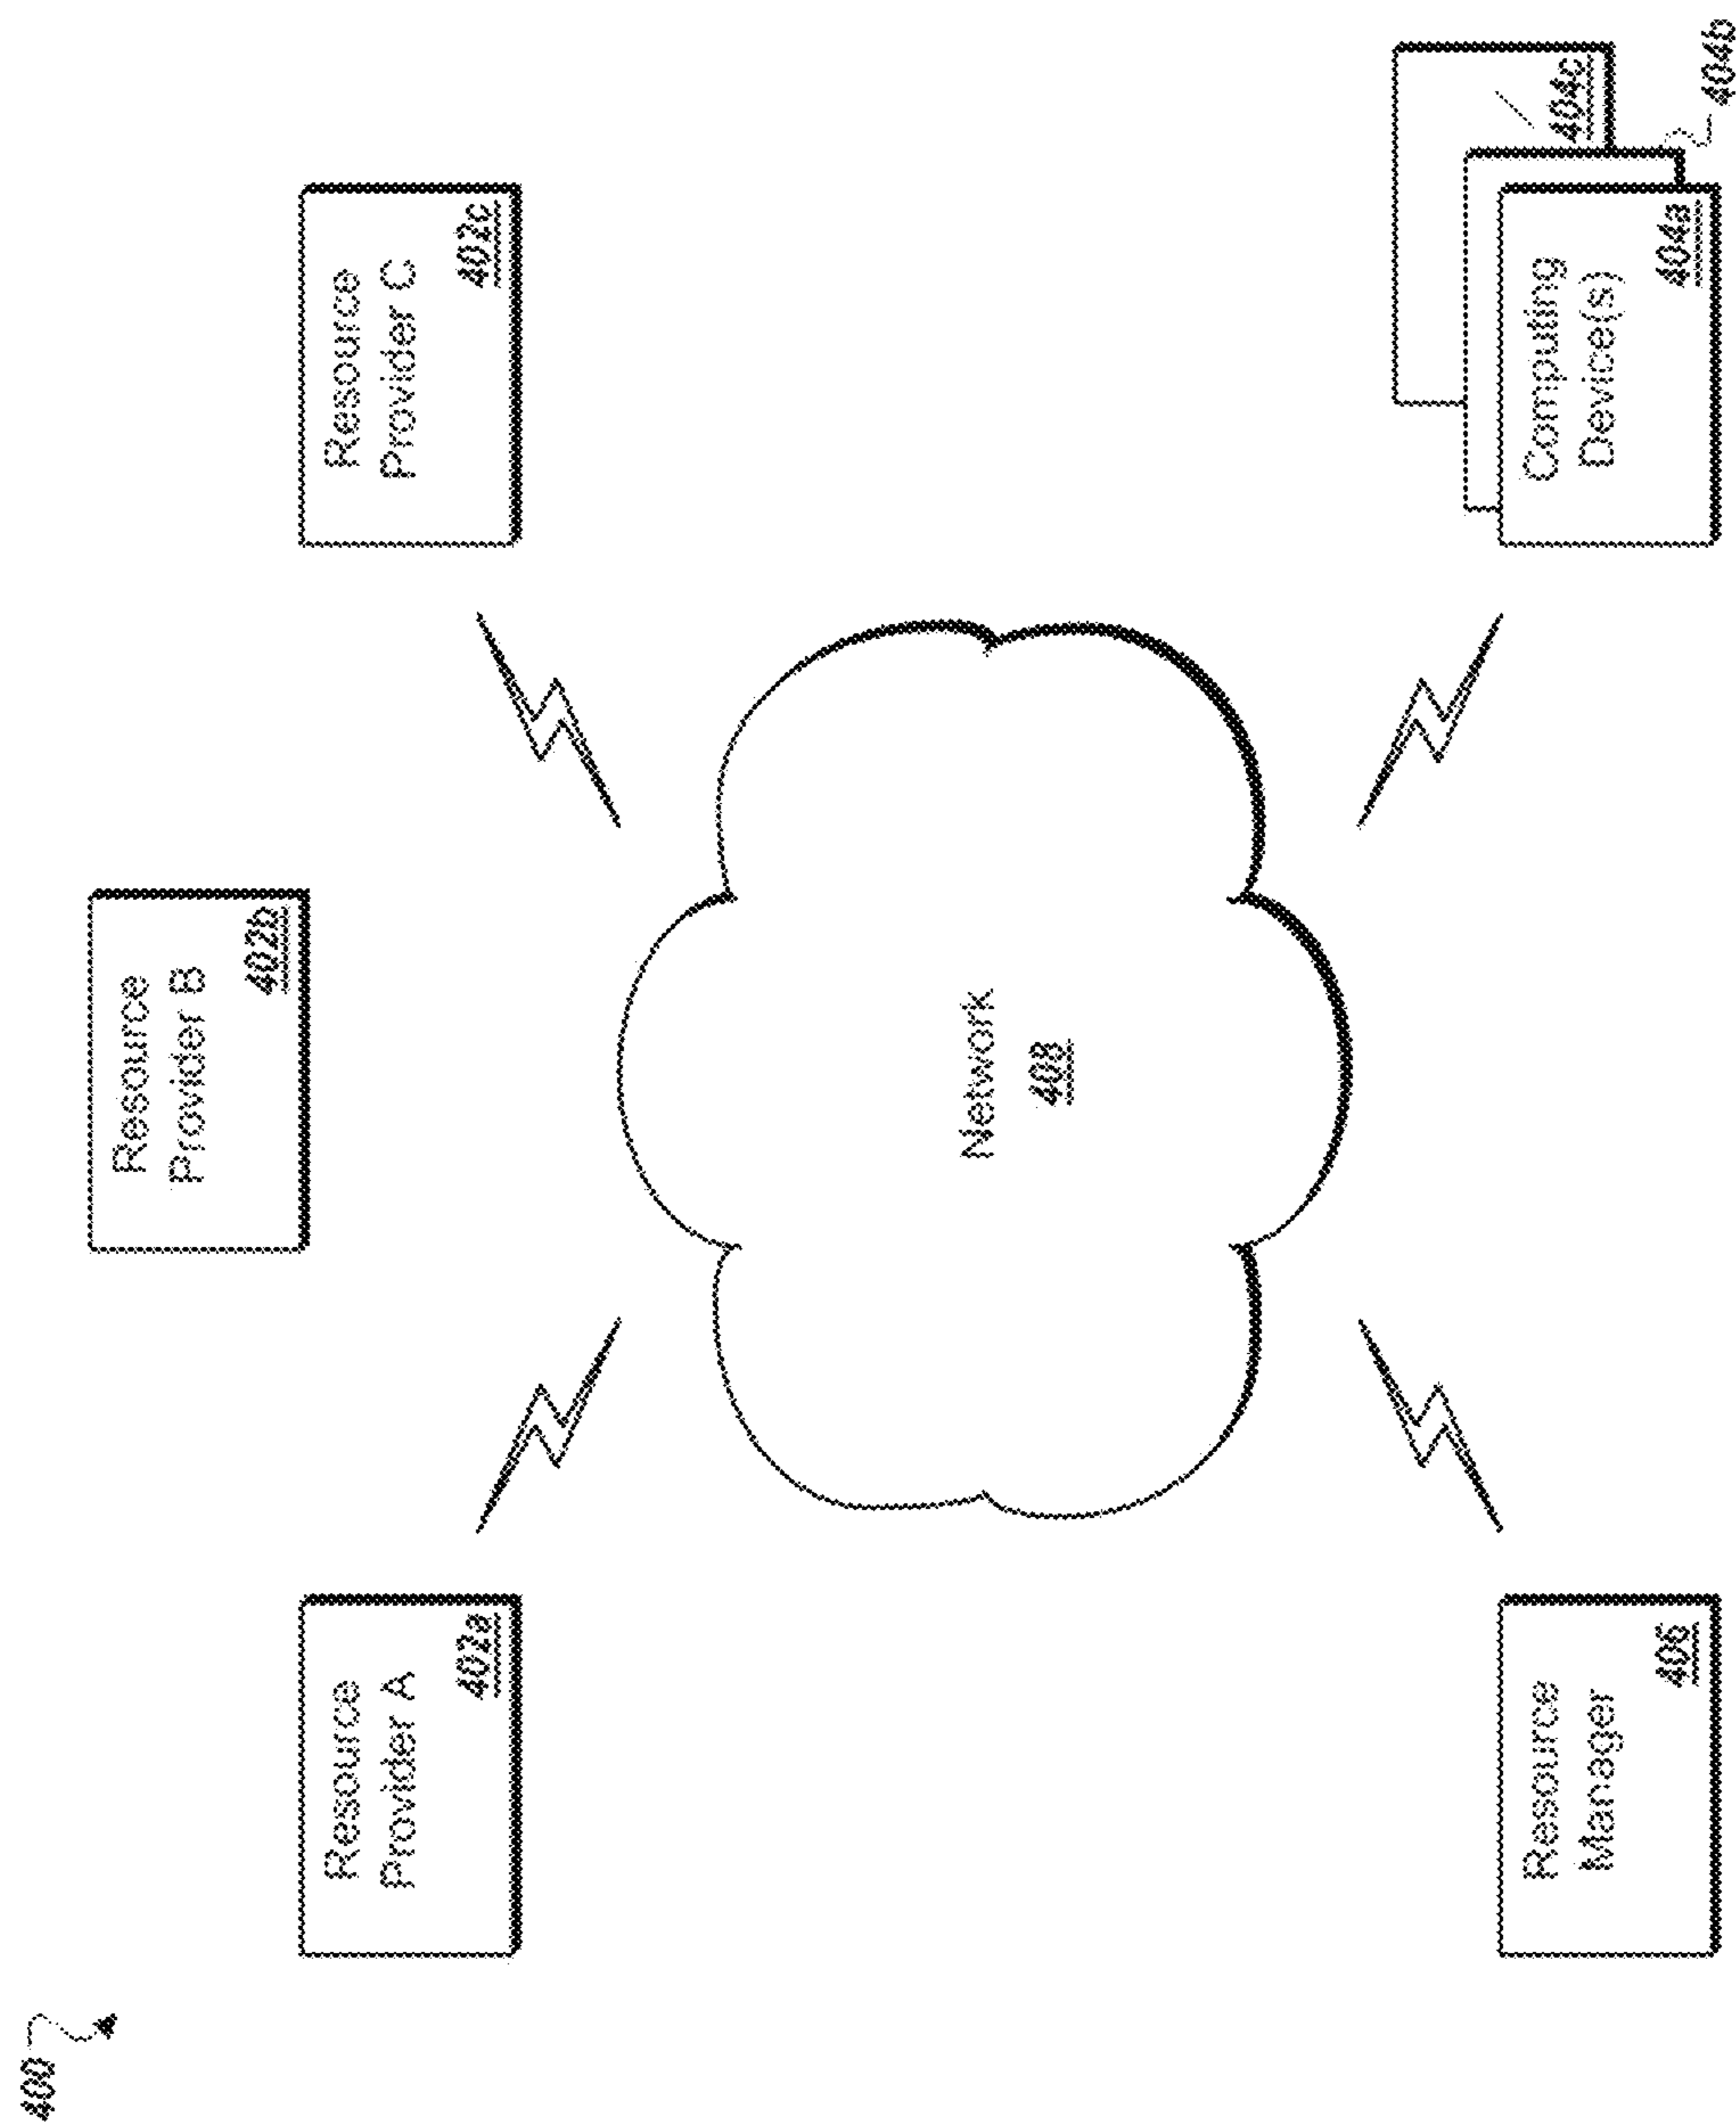 400
Resource
Provider B
402b
Resource
Provider A
402a
Resource
Provider C
402c
Network
408
Resource
Manager
406
Computing
Device(s)
404a
404c
404b